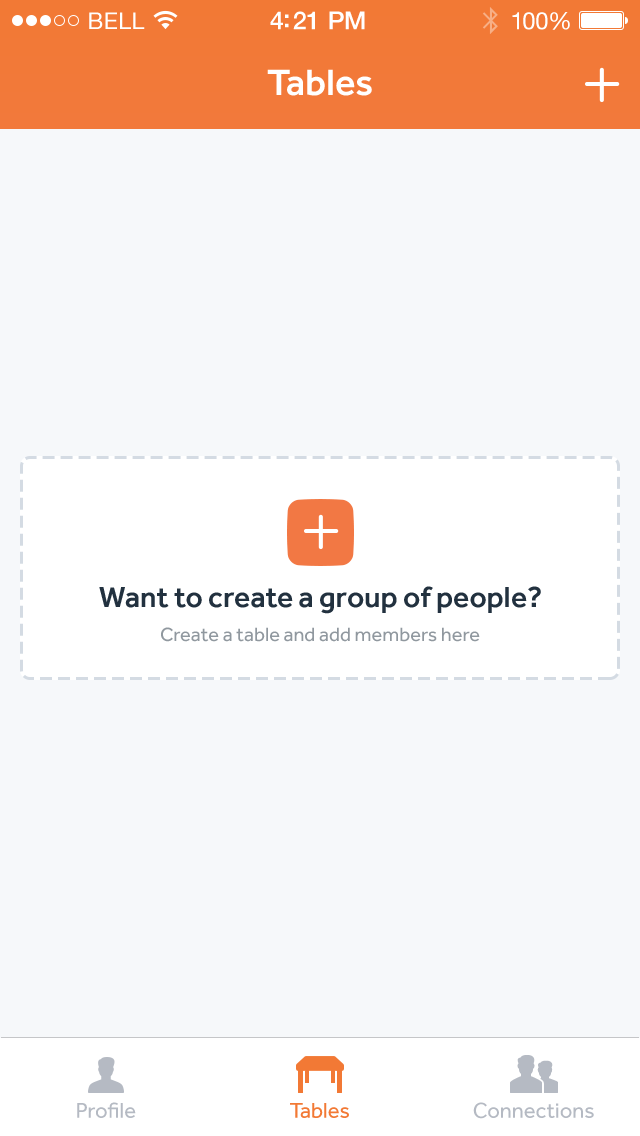 BELL 4:21 PM 100%
Tables
Want to create a group of people?
Create a table and add members here
Profile Tables Connections